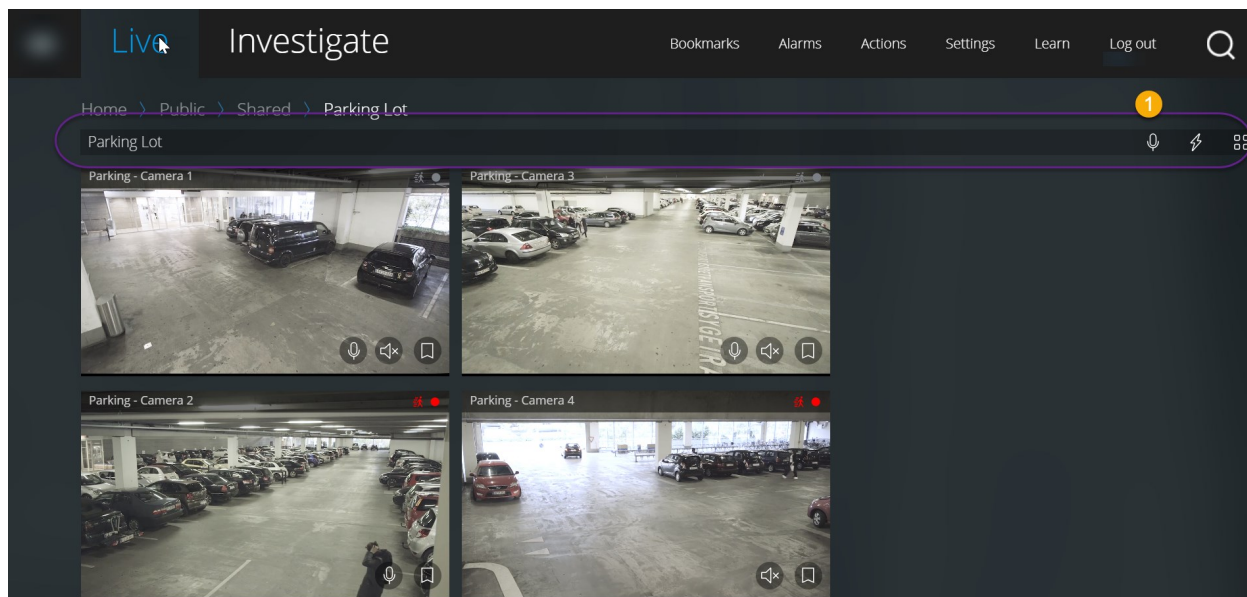 Live Investigate Bookmarks Alarms Actions Settings Learn Log out
Home 〉 Public 〉 Shared 〉 Parking Lot
1
Parking Lot
Parking - Camera 1 Parking - Camera 3
Parking - Camera 2 Parking - Camera 4